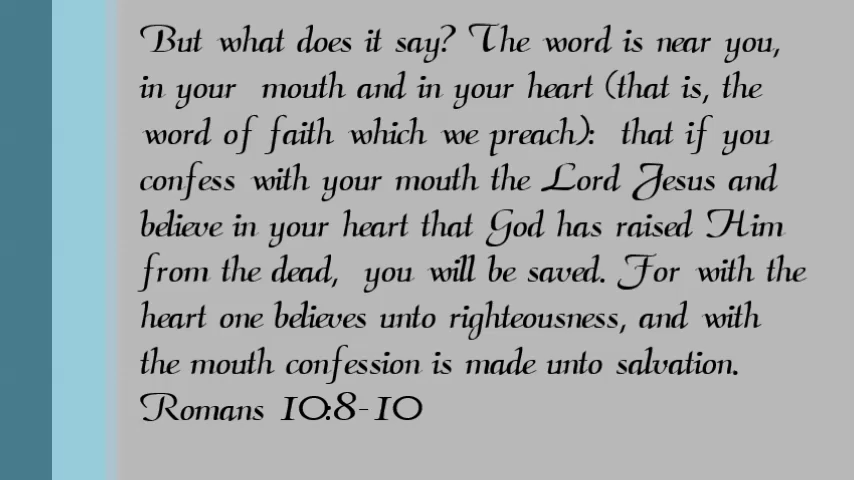 But what does it say? The word is near you,
in your mouth and in your heart (that is, the
word of faith which we preach): that if you
confess with your mouth the Lord Jesus and
believe in your heart that God has raised Him
from the dead, you will be saved. For with the
heart one believes unto righteousness, and with
the mouth confession is made unto salvation.
Romans 10:8-10